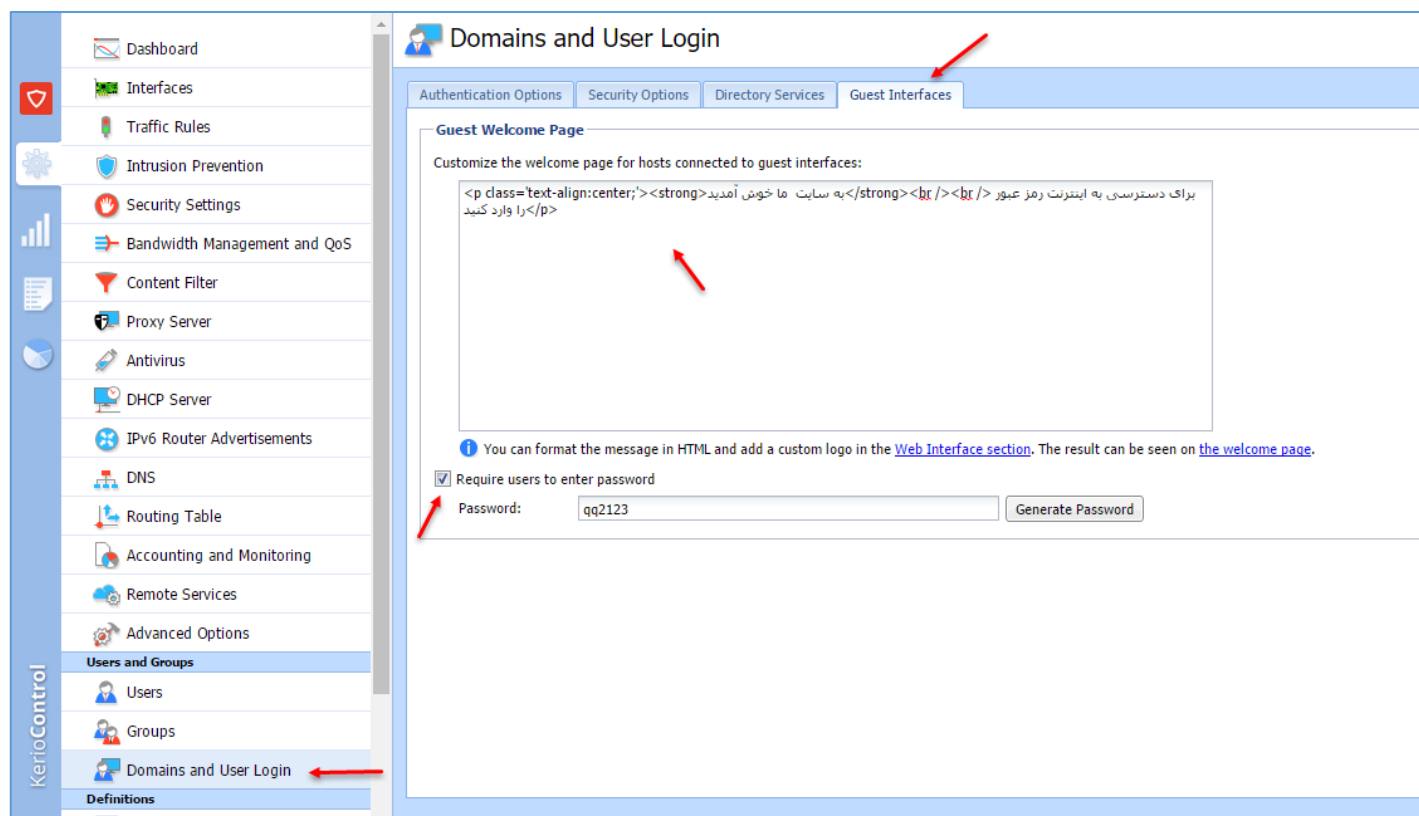 Dashboard
Interfaces
Traffic Rules
Intrusion Prevention
Security Settings
Bandwidth Management and QoS
Content Filter
Proxy Server
Antivirus
DHCP Server
IPv6 Router Advertisements
DNS
Routing Table
Accounting and Monitoring
Remote Services
Advanced Options
Users and Groups
Users
Groups
Domains and User Login
Definitions
KerioControl
Domains and User Login
Authentication Options
Security Options
Directory Services
Guest Interfaces
Guest Welcome Page
Customize the welcome page for hosts connected to guest interfaces:
<p class='text-align:center;'><strong>به سایت ما خوش آمدید</strong><br /><br /> برای دسترسی به اینترنت رمز عبور
را وارد کنید</p>
You can format the message in HTML and add a custom logo in the Web Interface section. The result can be seen on the welcome page.
Require users to enter password
Password: qq2123 Generate Password